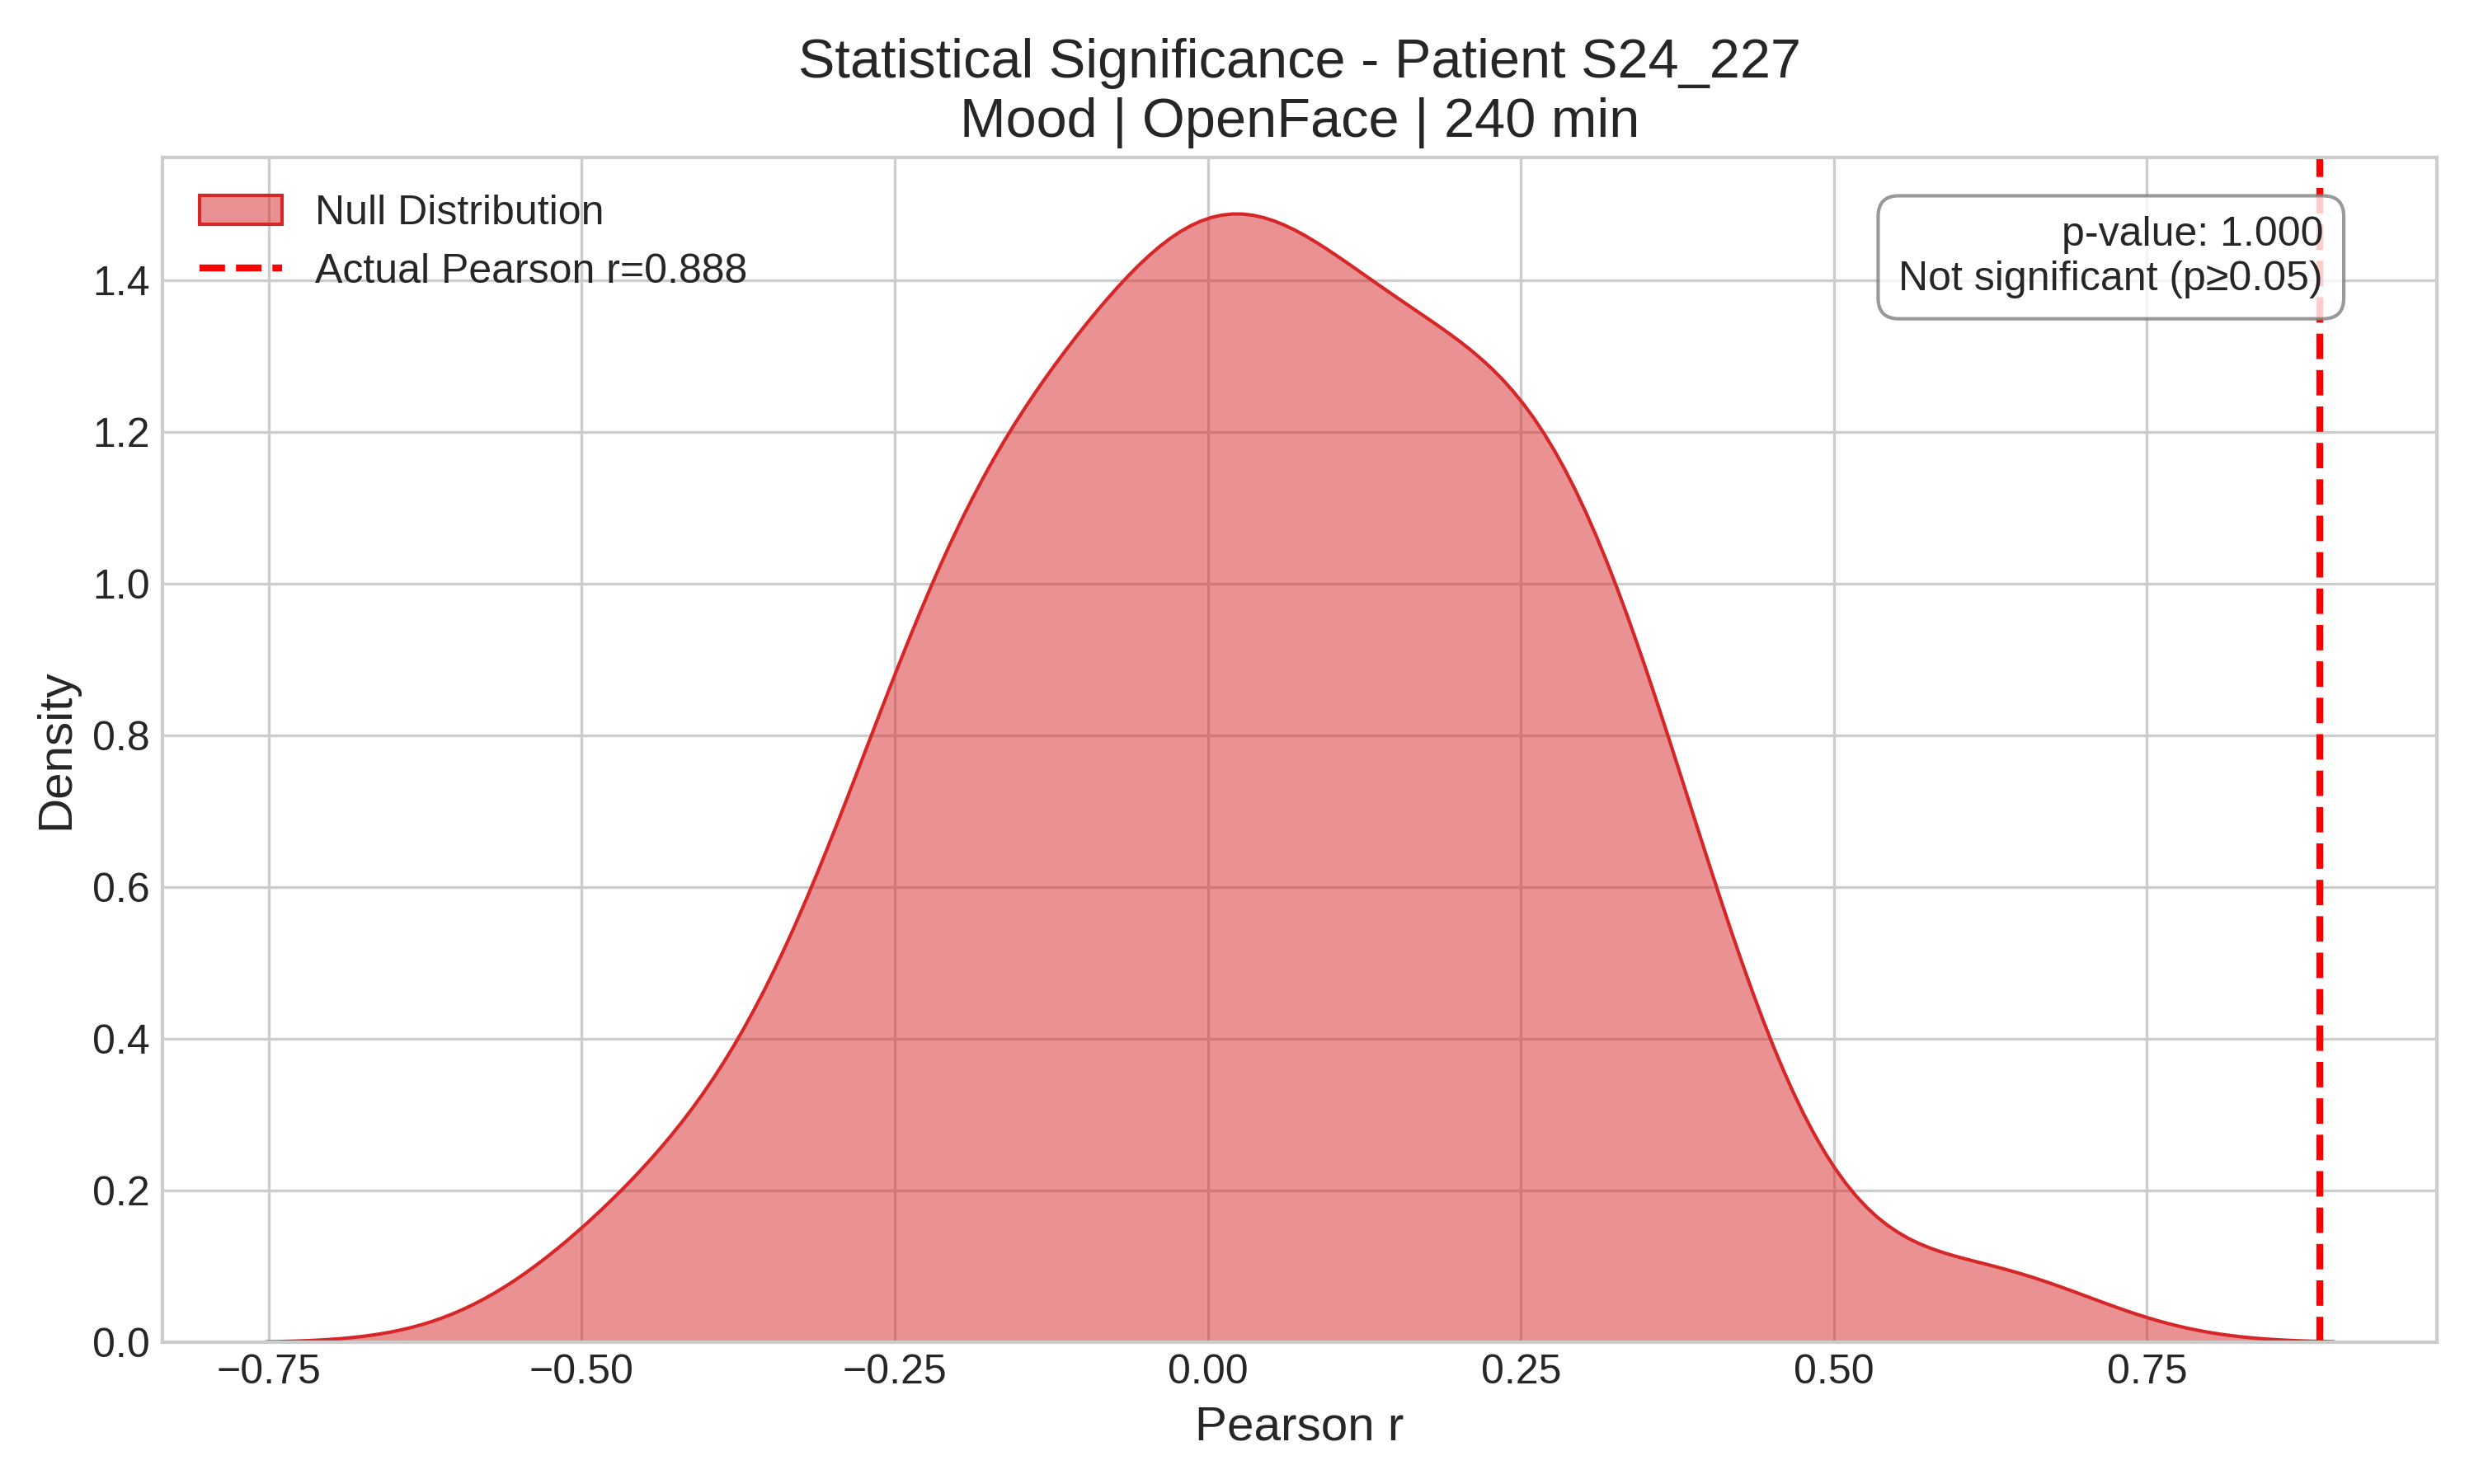 Statistical Significance - Patient S24_227
Mood | OpenFace | 240 min
Null Distribution
Actual Pearson r=0.888
p-value: 1.000
Not significant (p≥0.05)
Density
1.4
1.2
1.0
0.8
0.6
0.4
0.2
0.0
−0.75 −0.50 −0.25 0.00 0.25 0.50 0.75
Pearson r